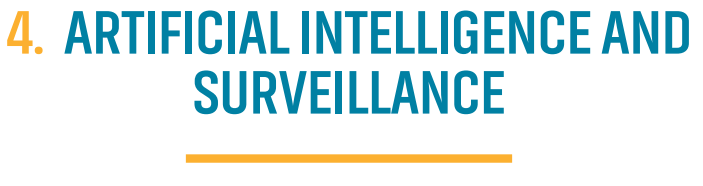 4. ARTIFICIAL INTELLIGENCE AND
SURVEILLANCE